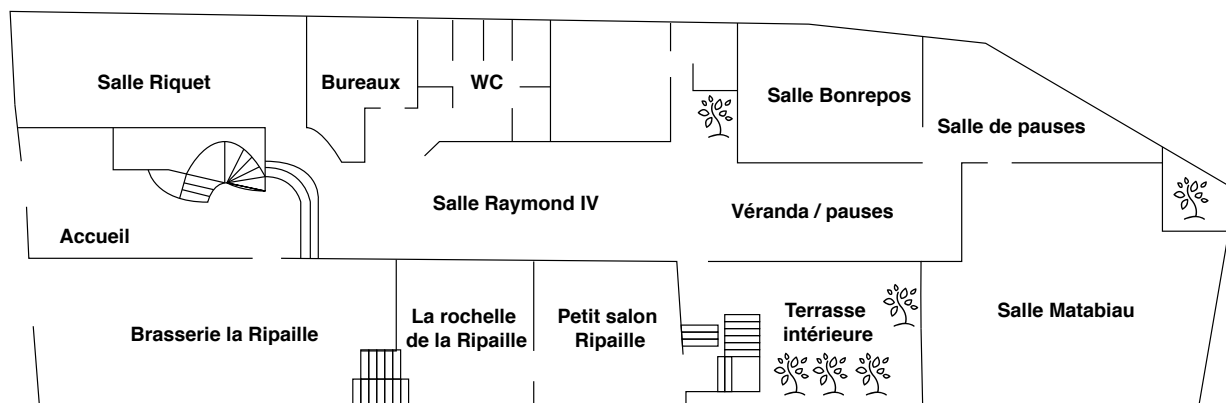 Salle Riquet
Bureaux
WC
Salle Bonrepos
Salle de pauses
Salle Raymond IV
Véranda / pauses
Accueil
Brasserie la Ripaille
La rochelle
de la Ripaille
Petit salon
Ripaille
Terrasse
intérieure
Salle Matabiau